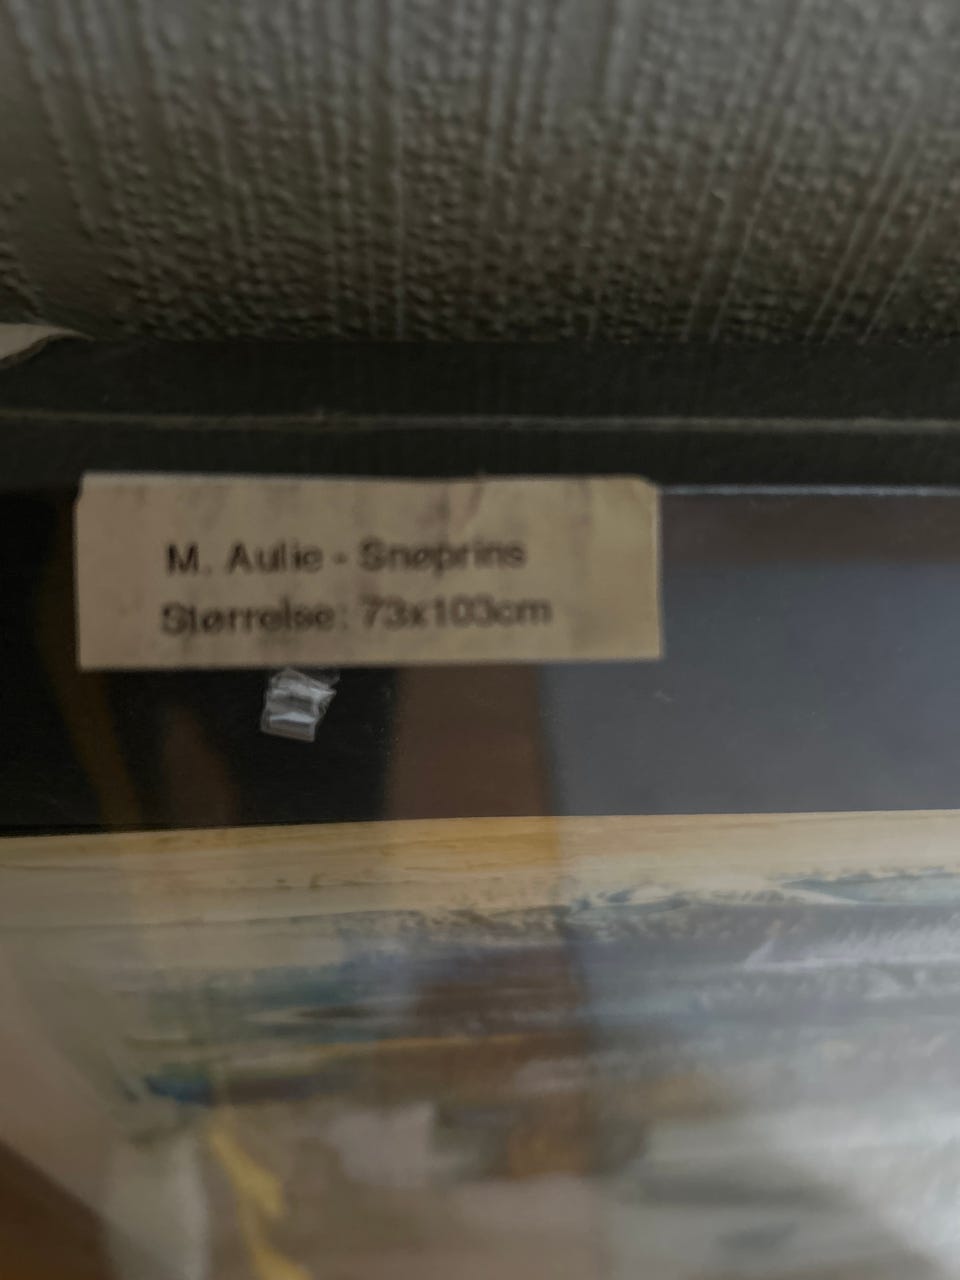 M. Aulie - Snøprins
Størrelse: 73x103cm